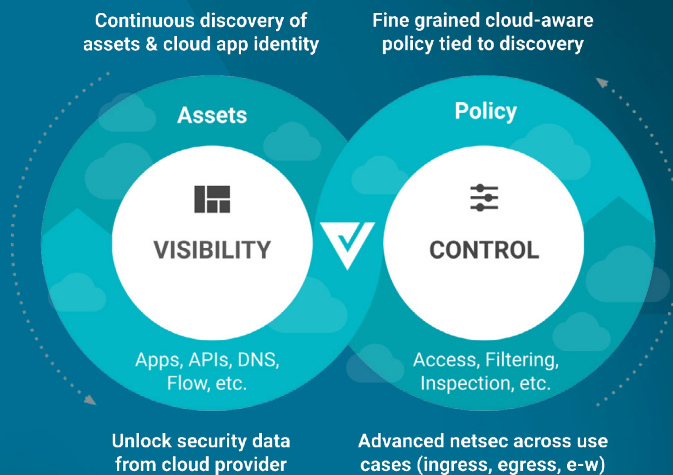 Continuous discovery of
assets & cloud app identity
Fine grained cloud-aware
policy tied to discovery
Assets
VISIBILITY
Apps, APIs, DNS,
Flow, etc.
Policy
CONTROL
Access, Filtering,
Inspection, etc.
Unlock security data
from cloud provider
Advanced netsec across use
cases (ingress, egress, e-w)